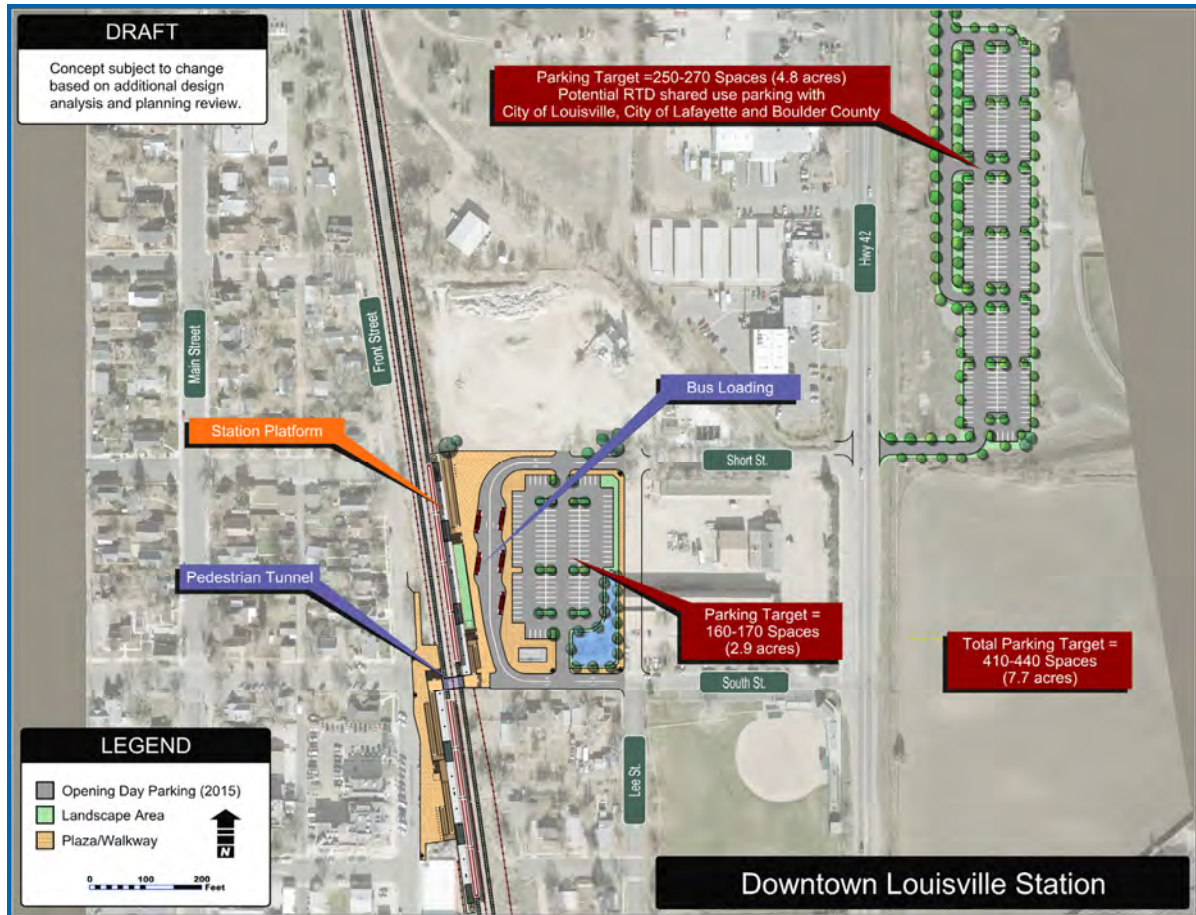 DRAFT
Concept subject to change
based on additional design
analysis and planning review.
Parking Target =250-270 Spaces (4.8 acres)
Potential RTD shared use parking with
City of Louisville, City of Lafayette and Boulder County
Main Street
Front Street
Hwy 42
Bus Loading
Station Platform
Short St.
Pedestrian Tunnel
Parking Target =
160-170 Spaces
(2.9 acres)
Total Parking Target =
410-440 Spaces
(7.7 acres)
South St.
Lee St.
LEGEND
Opening Day Parking (2015)
Landscape Area
Plaza/Walkway
N
0 100 200
Feet
Downtown Louisville Station